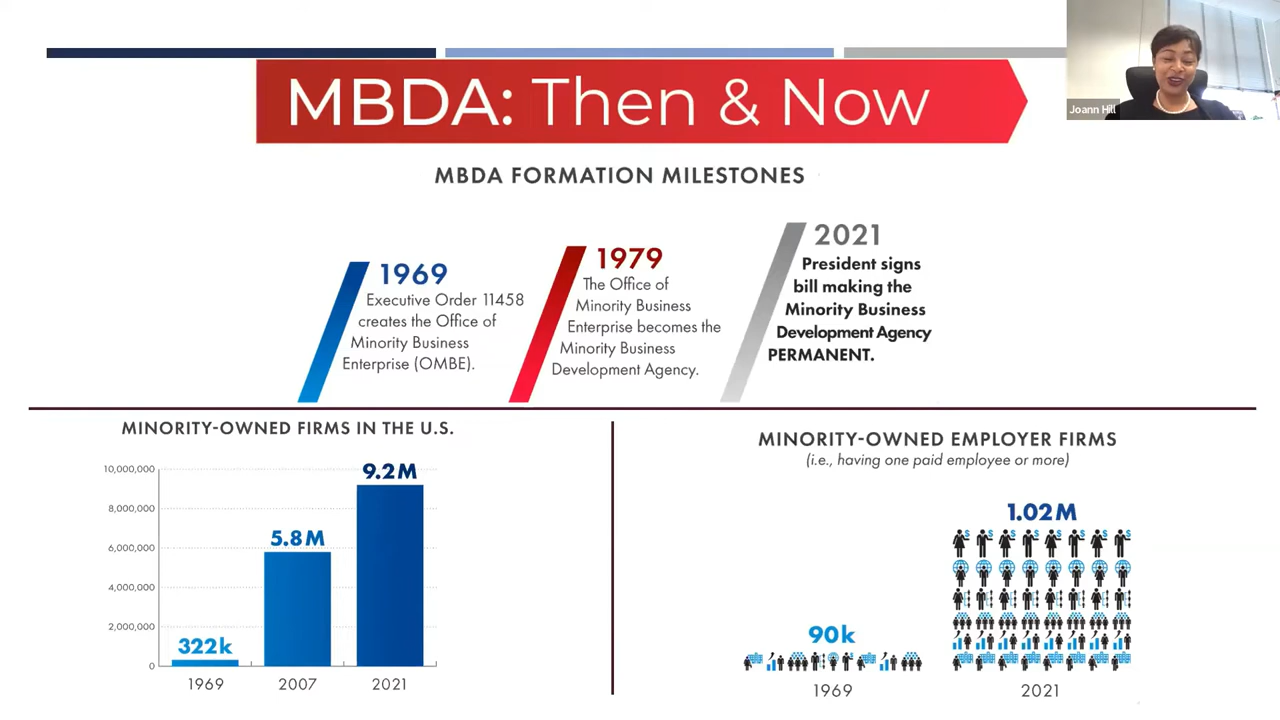 MBDA: Then & Now
Joann Hill
MBDA FORMATION MILESTONES
1969
Executive Order 11458
creates the Office of
Minority Business
Enterprise (OMBE).
1979
The Office of
Minority Business
Enterprise becomes the
Minority Business
Development Agency.
2021
President signs
bill making the
Minority Business
Development Agency
PERMANENT.
MINORITY-OWNED FIRMS IN THE U.S.
10,000,000
8,000,000
6,000,000
4,000,000
2,000,000
0
322k
5.8M
9.2M
1969
2007
2021
MINORITY-OWNED EMPLOYER FIRMS
(i.e., having one paid employee or more)
90k
1.02M
1969
2021